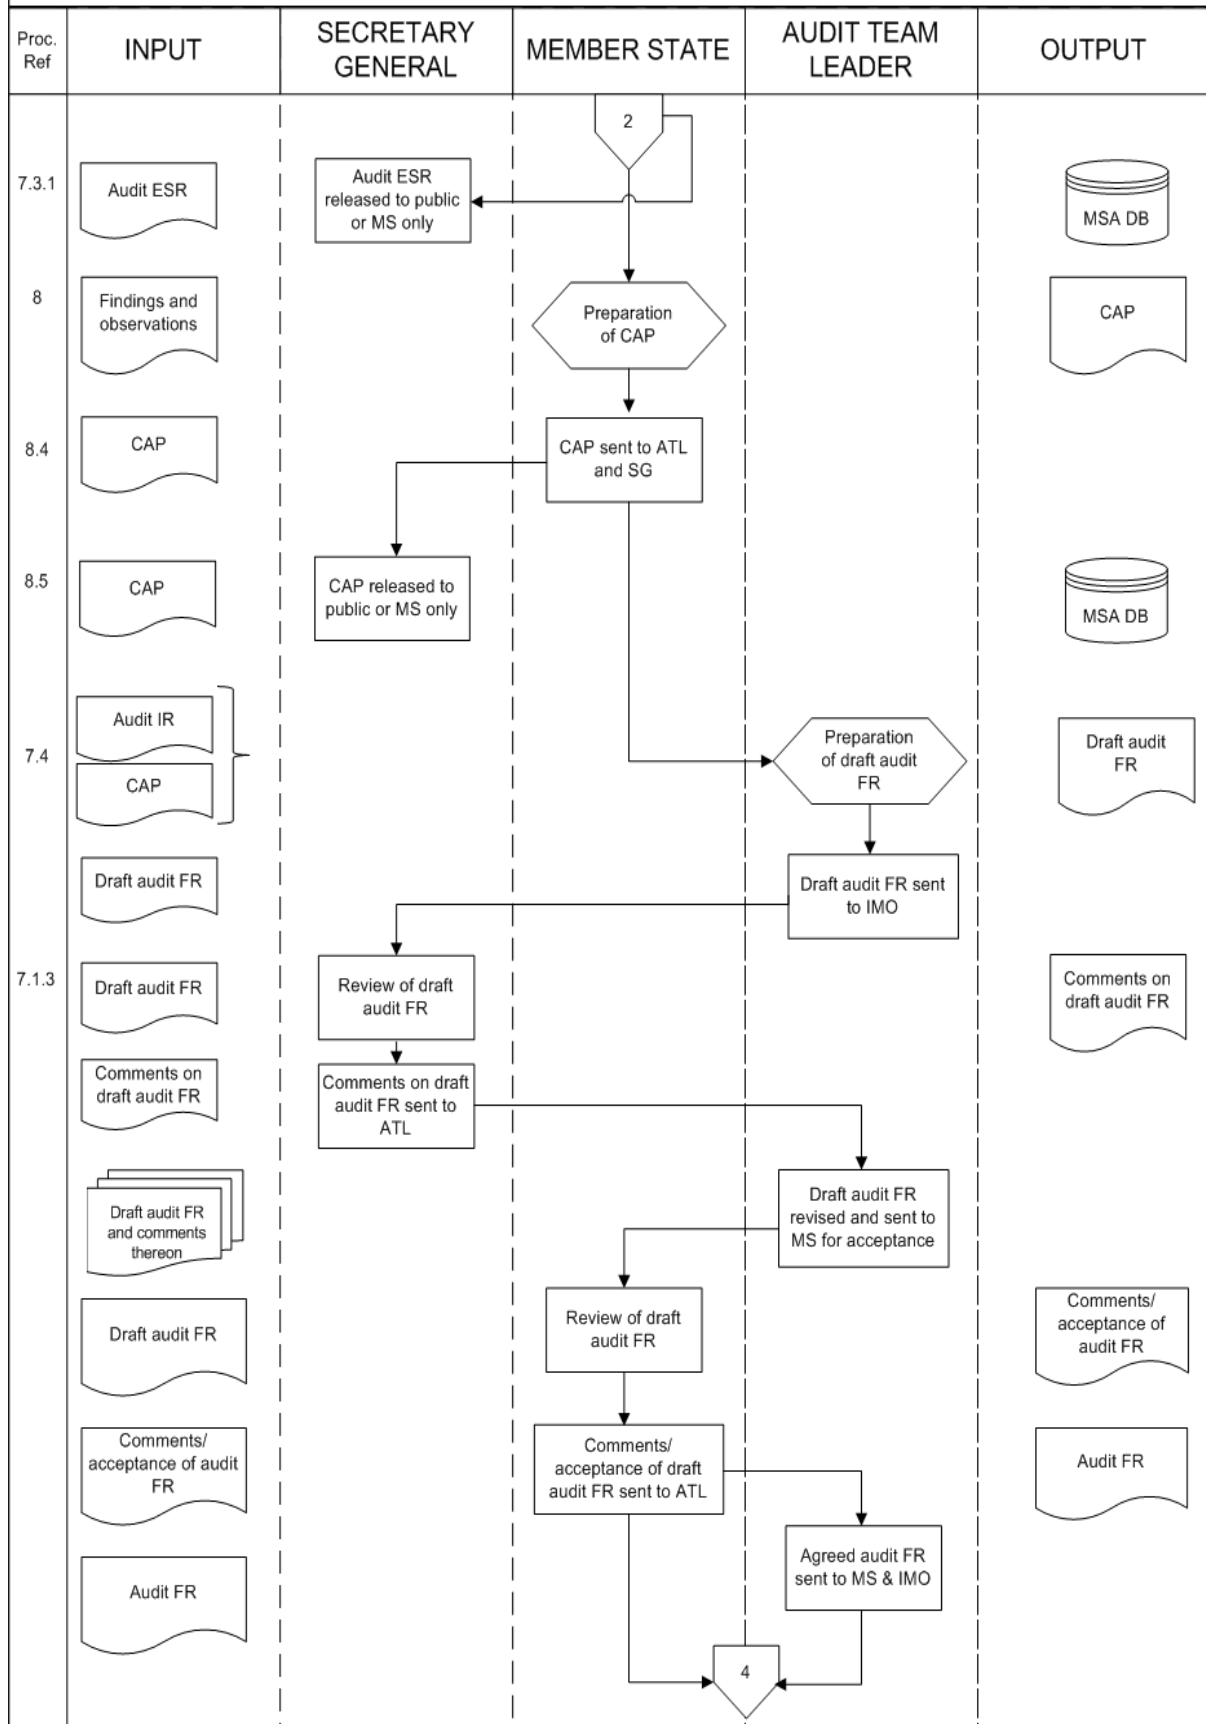 Proc.
Ref
INPUT
SECRETARY
GENERAL
MEMBER STATE
AUDIT TEAM
LEADER
OUTPUT
2
7.3.1
Audit ESR
Audit ESR
released to public
or MS only
MSA DB
8
Findings and
observations
Preparation
of CAP
CAP
8.4
CAP
CAP sent to ATL
and SG
8.5
CAP
CAP released to
public or MS only
MSA DB
7.4
Audit IR
CAP
Preparation
of draft audit
FR
Draft audit
FR
Draft audit FR
Draft audit FR sent
to IMO
7.1.3
Draft audit FR
Review of draft
audit FR
Comments on
draft audit FR
Comments on
draft audit FR
Comments on draft
audit FR sent to
ATL
Draft audit FR
and comments
thereon
Draft audit FR
revised and sent to
MS for acceptance
Draft audit FR
Review of draft
audit FR
Comments/
acceptance of
audit FR
Comments/
acceptance of audit
FR
Comments/
acceptance of draft
audit FR sent to ATL
Audit FR
Audit FR
Agreed audit FR
sent to MS & IMO
4